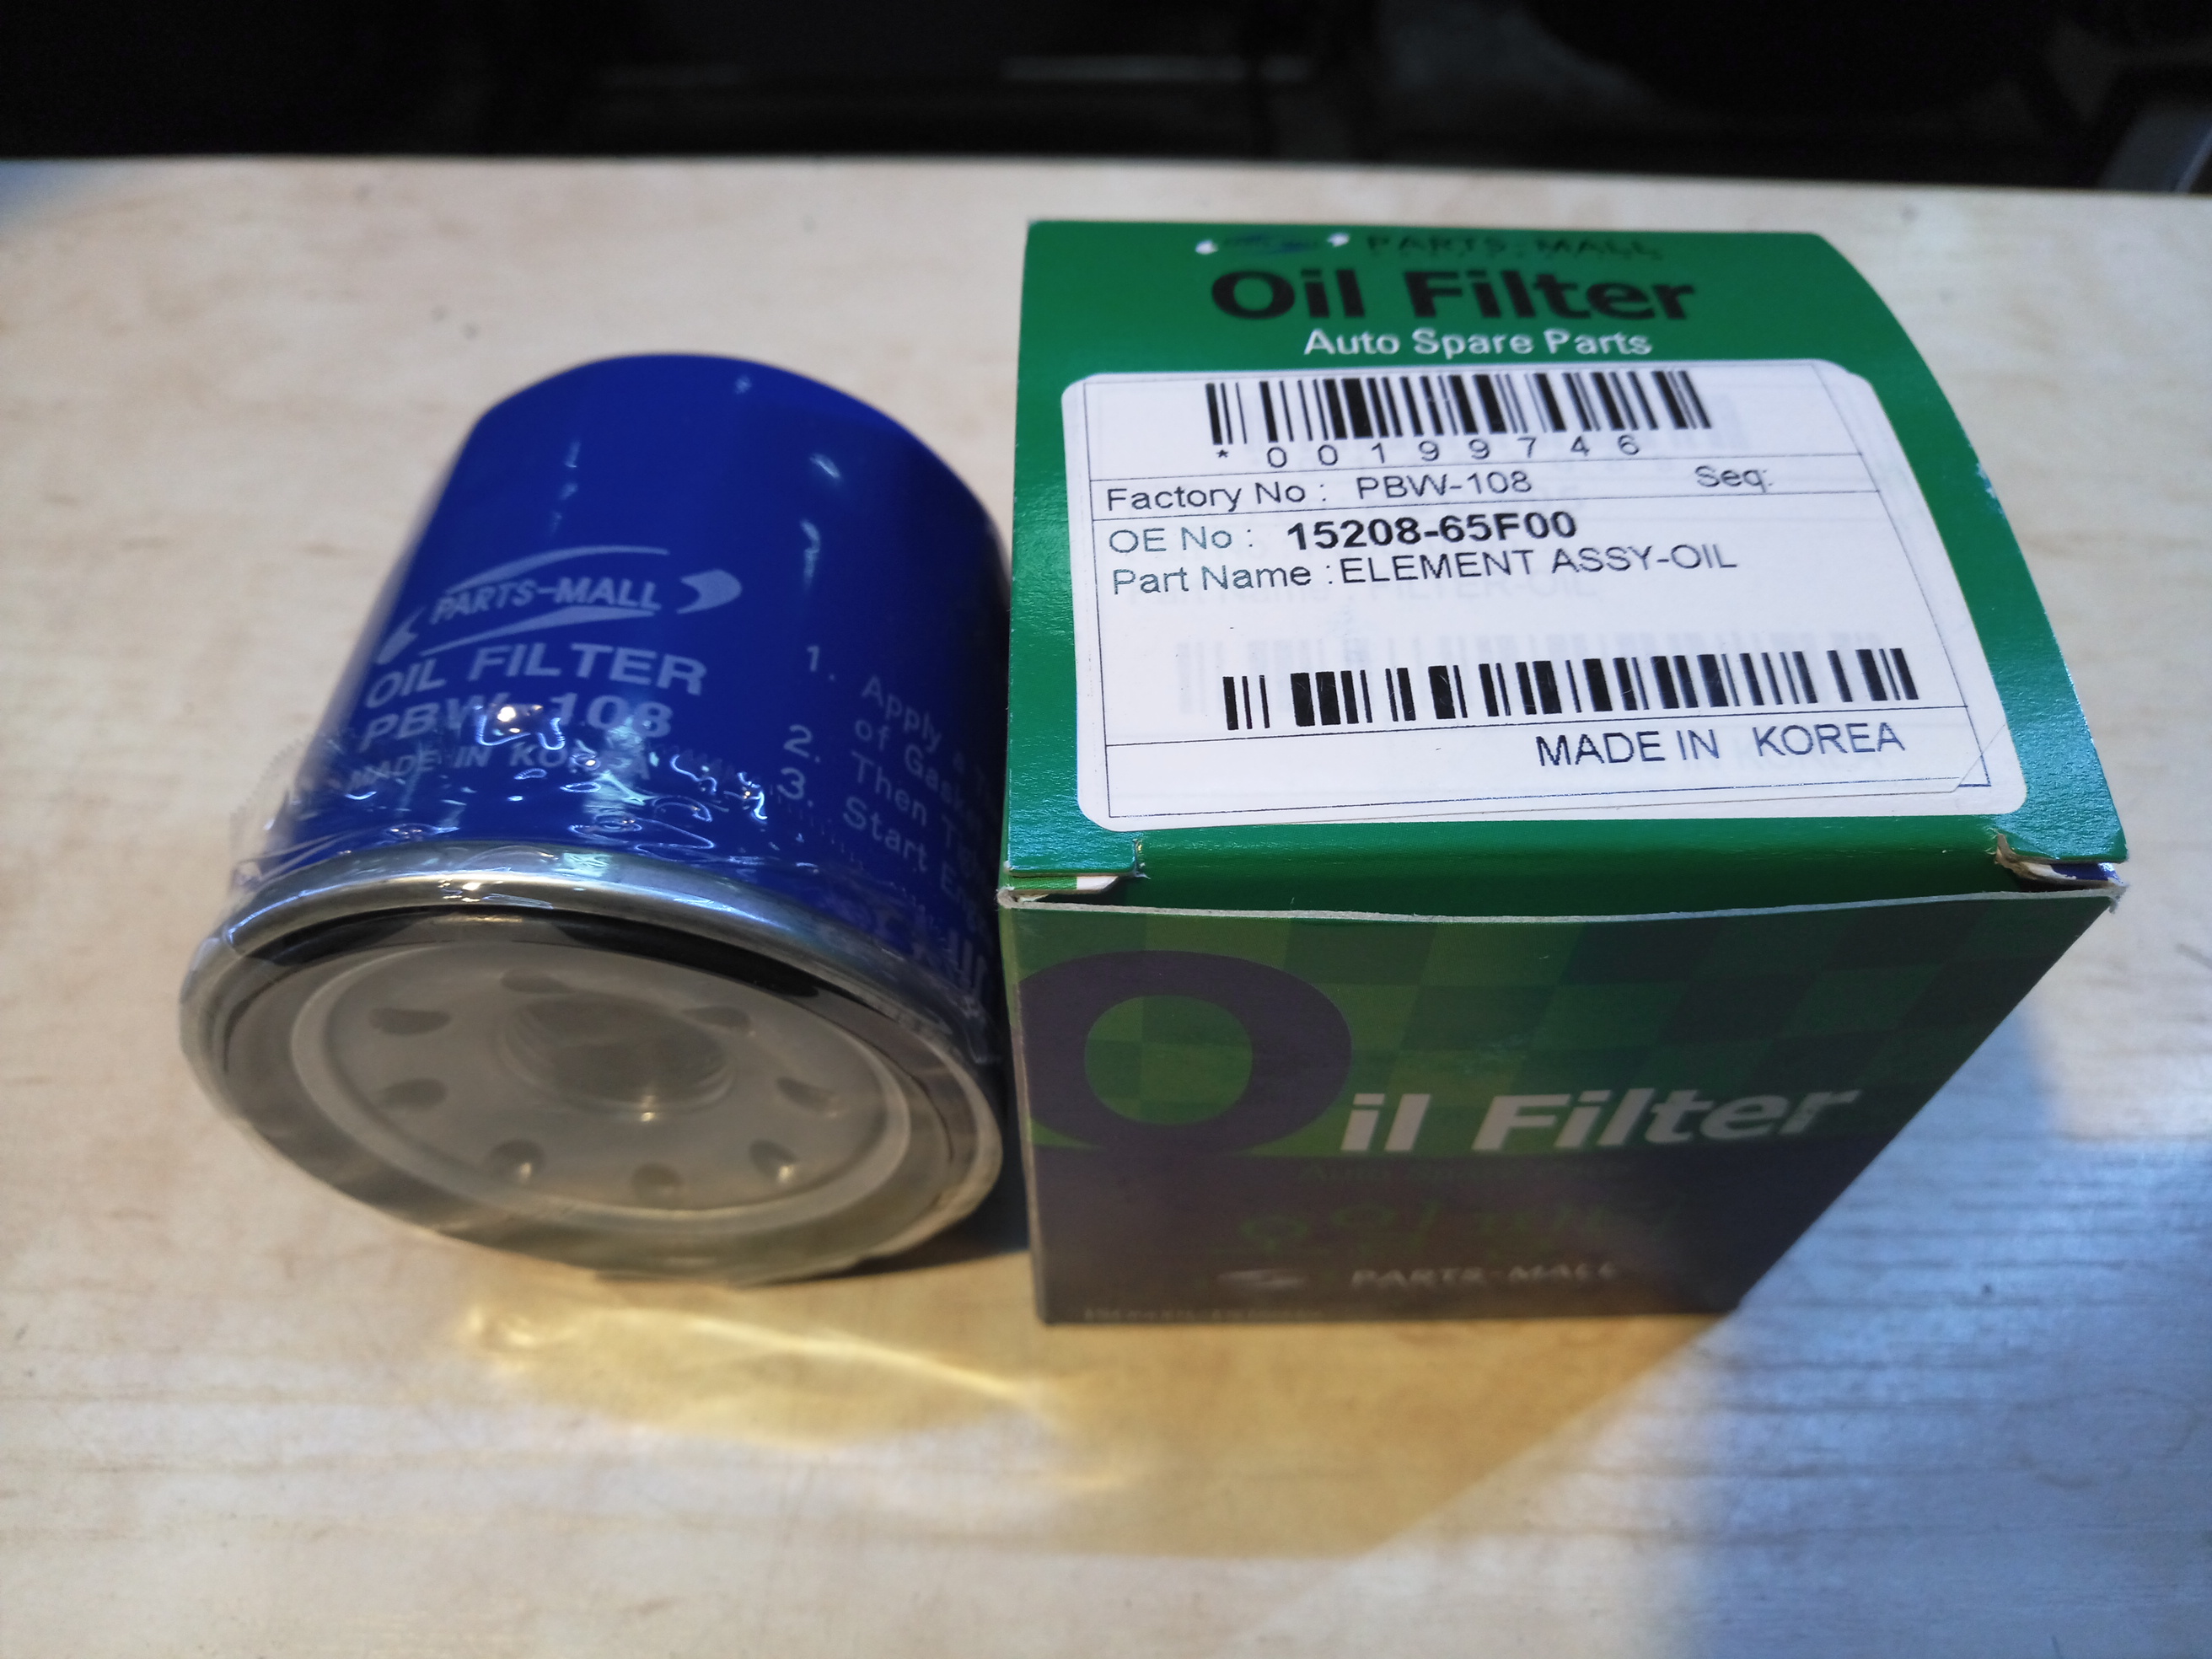 PARTS-MALL
OIL FILTER
PBW-108
MADE IN KOREA
1. Apply a
of Gasket
2. Then
3. Start
PARTS-MALL
Oil Filter
Auto Spare Parts
* 0 0 1 9 9 7 4 6
Factory No : PBW-108 Seq:
OE No : 15208-65F00
Part Name : ELEMENT ASSY-OIL
MADE IN KOREA
Oil Filter
PARTS-MALL